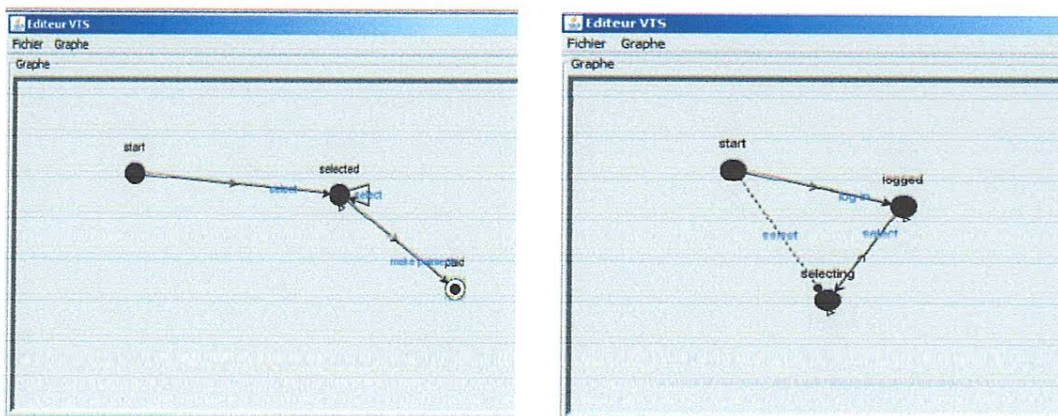 Editeur VTS
Fichier Graphe
Graphe
start
selected
select
select
make
paid
Editeur VTS
Fichier Graphe
Graphe
start
logged
log in
select
select
selecting